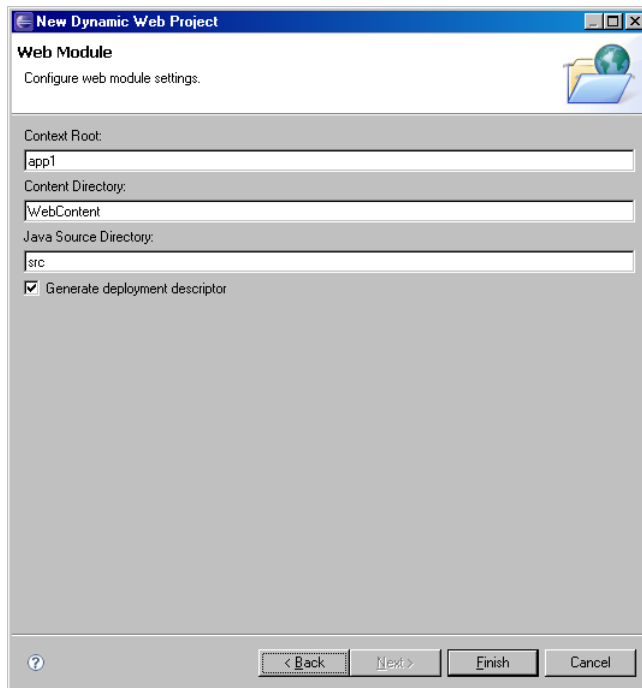 New Dynamic Web Project
Web Module
Configure web module settings.
Context Root:
app1
Content Directory:
WebContent
Java Source Directory:
src
Generate deployment descriptor
?
< Back
Next >
Finish
Cancel